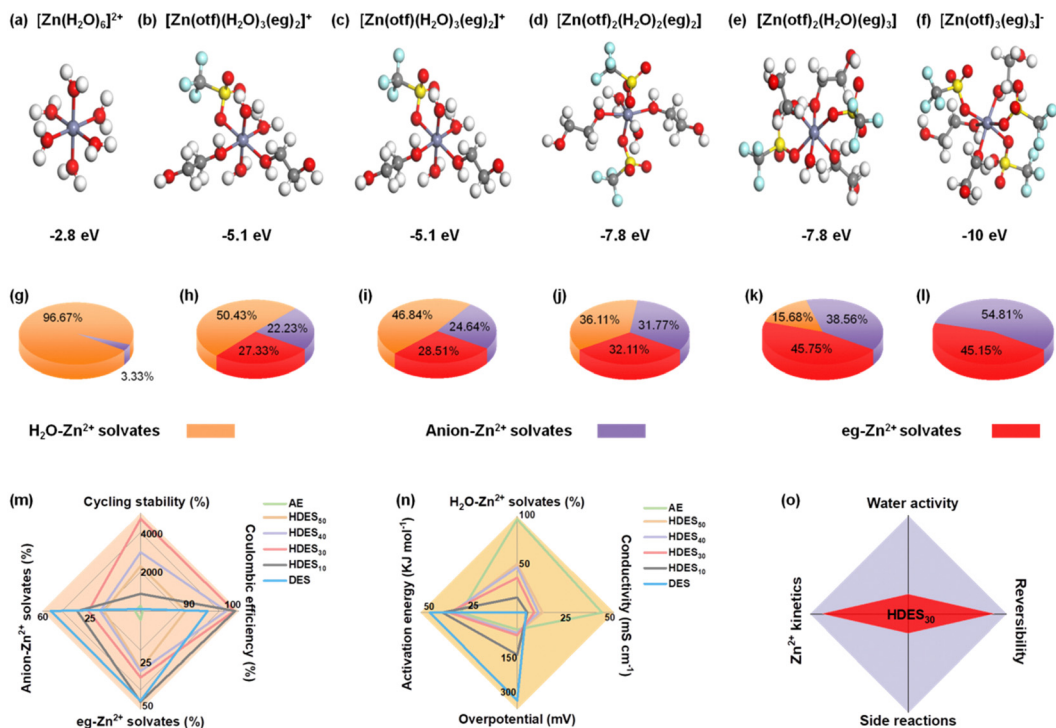 (a) [Zn(H₂O)₆]²⁺ (b) [Zn(otf)(H₂O)₃(eg)₂]⁺ (c) [Zn(otf)(H₂O)₃(eg)₂]⁺ (d) [Zn(otf)₂(H₂O)₂(eg)₂] (e) [Zn(otf)₂(H₂O)(eg)₃] (f) [Zn(otf)₃(eg)₃]⁻
-2.8 eV -5.1 eV -5.1 eV -7.8 eV -7.8 eV -10 eV
(g) (h) (i) (j) (k) (l)
96.67% 3.33%
50.43% 22.23% 27.33%
46.84% 24.64% 28.51%
36.11% 31.77% 32.11%
15.68% 38.56% 45.75%
54.81% 45.15%
H₂O-Zn²⁺ solvates Anion-Zn²⁺ solvates eg-Zn²⁺ solvates
(m) Cycling stability (%)
AE
HDES₅₀
HDES₄₀
HDES₃₀
HDES₁₀
DES
4000
2000
60 25 90 100
25
50
Anion-Zn²⁺ solvates (%)
Coulombic efficiency (%)
eg-Zn²⁺ solvates (%)
(n) H₂O-Zn²⁺ solvates (%)
AE
HDES₅₀
HDES₄₀
HDES₃₀
HDES₁₀
DES
100
50
50 25 25 50
150
300
Activation energy (KJ mol⁻¹)
Conductivity (mS cm⁻¹)
Overpotential (mV)
(o) Water activity
Zn²⁺ kinetics
HDES₃₀
Reversibility
Side reactions